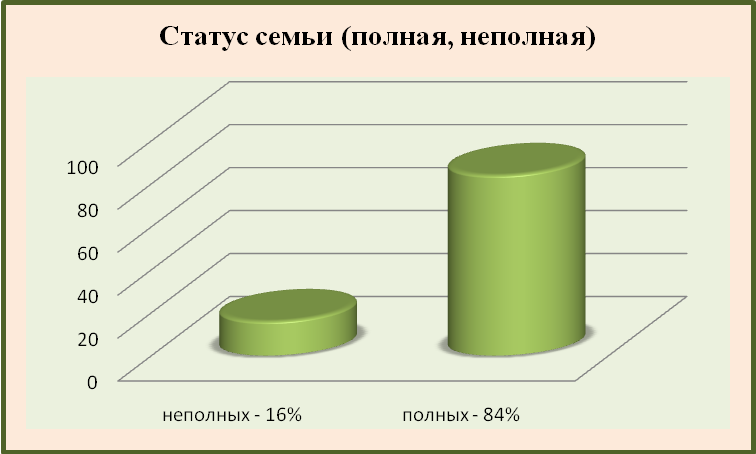 Статус семьи (полная, неполная)
100
80
60
40
20
0
неполных - 16%
полных - 84%